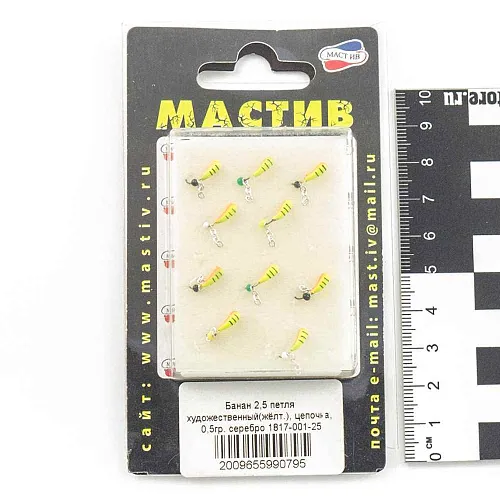 МАСТИВ
МАСТИВ
сайт: www.mastiv.ru
почта e-mail: mast.iv@mail.ru
Банан 2,5 петля
художественный(жёлт.), цепочка,
0,5гр. серебро 1817-001-25
2009655990795
10
9
8
7
6
5
4
3
2
1
0 см